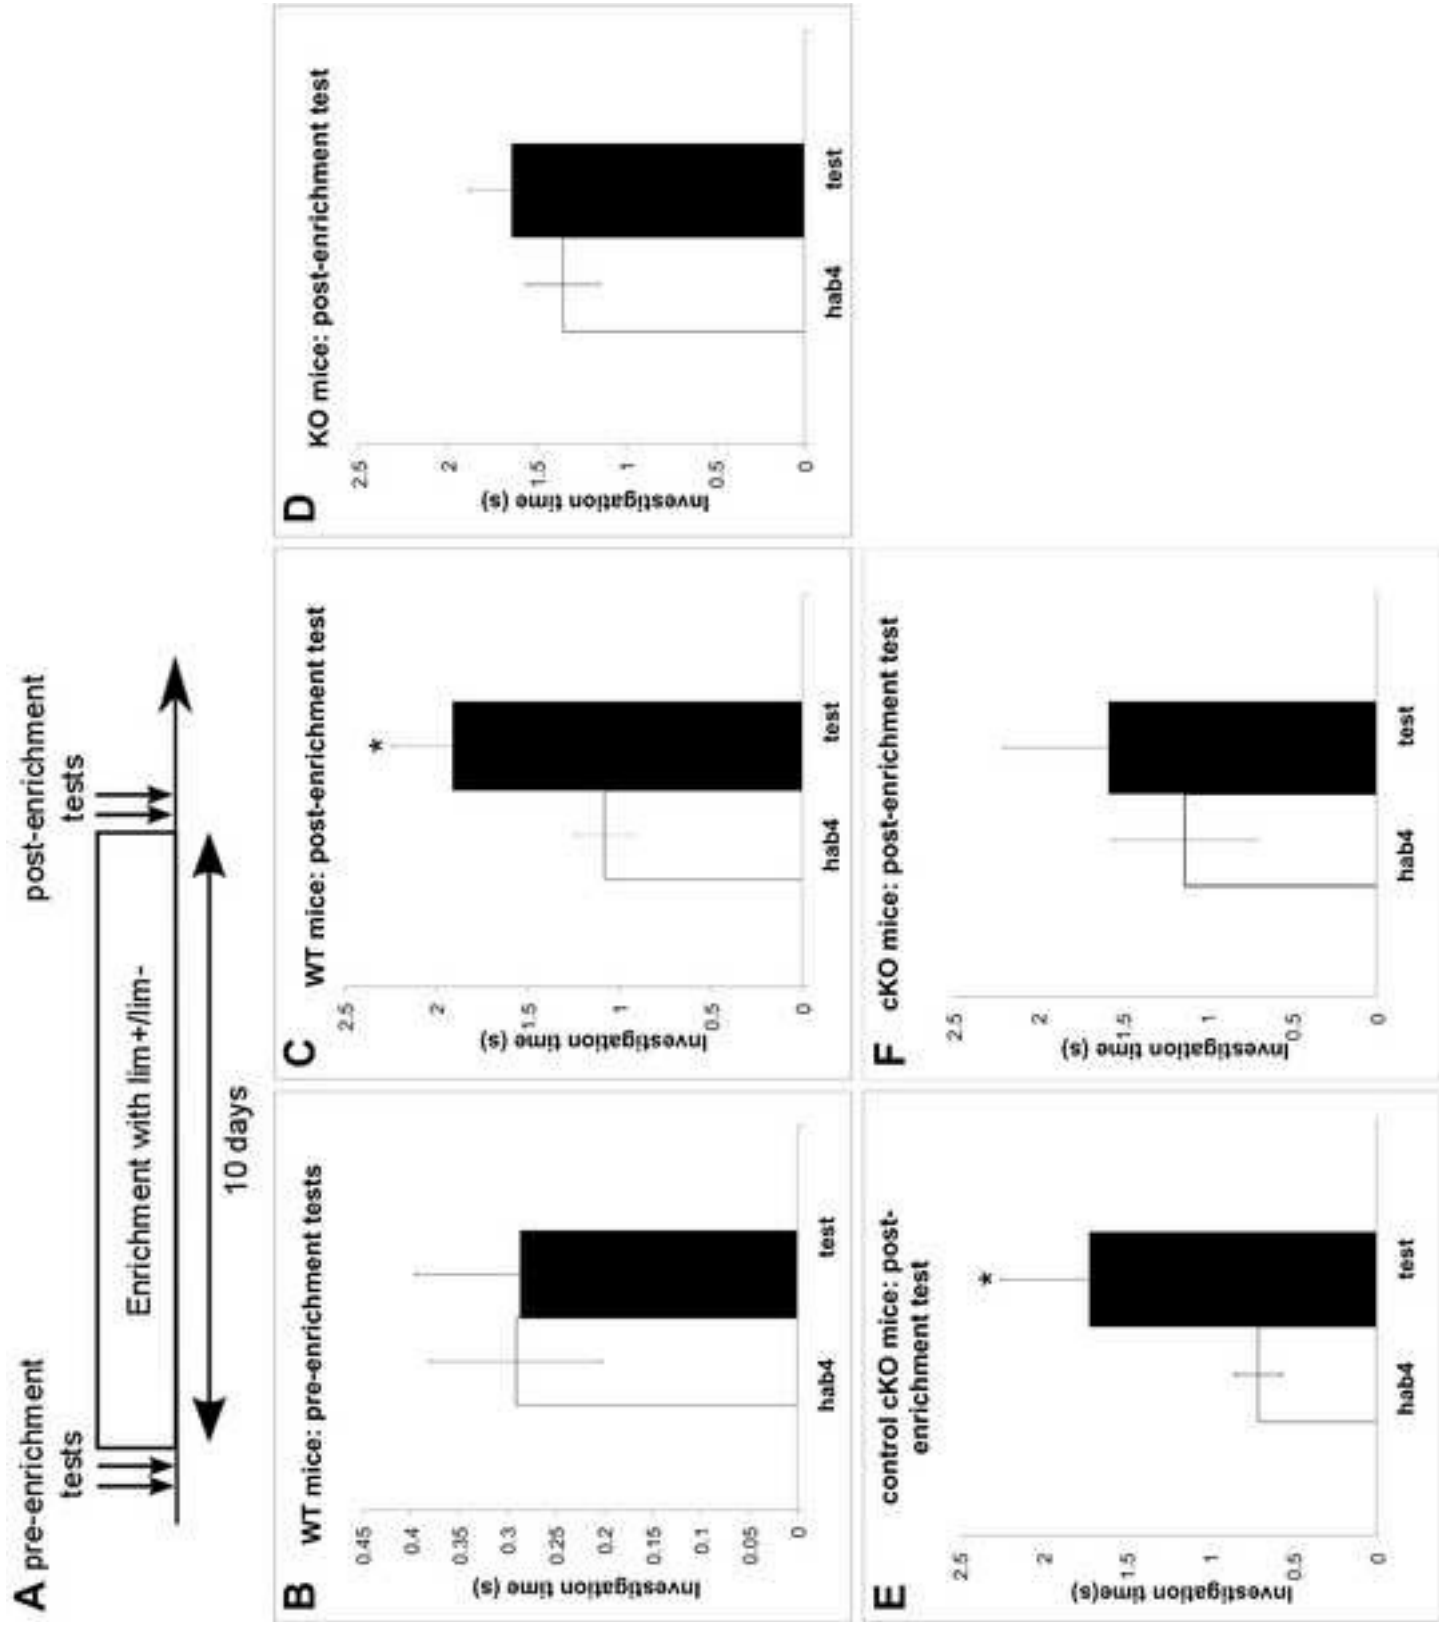 A pre-enrichment
tests
post-enrichment
tests
Enrichment with lim+/lim-
10 days
B
WT mice: pre-enrichment tests
Investigation time (s)
0.45
0.4
0.35
0.3
0.25
0.2
0.15
0.1
0.05
0
hab4
test
C
WT mice: post-enrichment test
Investigation time (s)
2.5
2
1.5
1
0.5
0
*
hab4
test
D
KO mice: post-enrichment test
Investigation time (s)
2.5
2
1.5
1
0.5
0
hab4
test
E
control cKO mice: post-
enrichment test
Investigation time(s)
2.5
2
1.5
1
0.5
0
*
hab4
test
F
cKO mice: post-enrichment test
Investigation time (s)
2.5
2
1.5
1
0.5
0
hab4
test